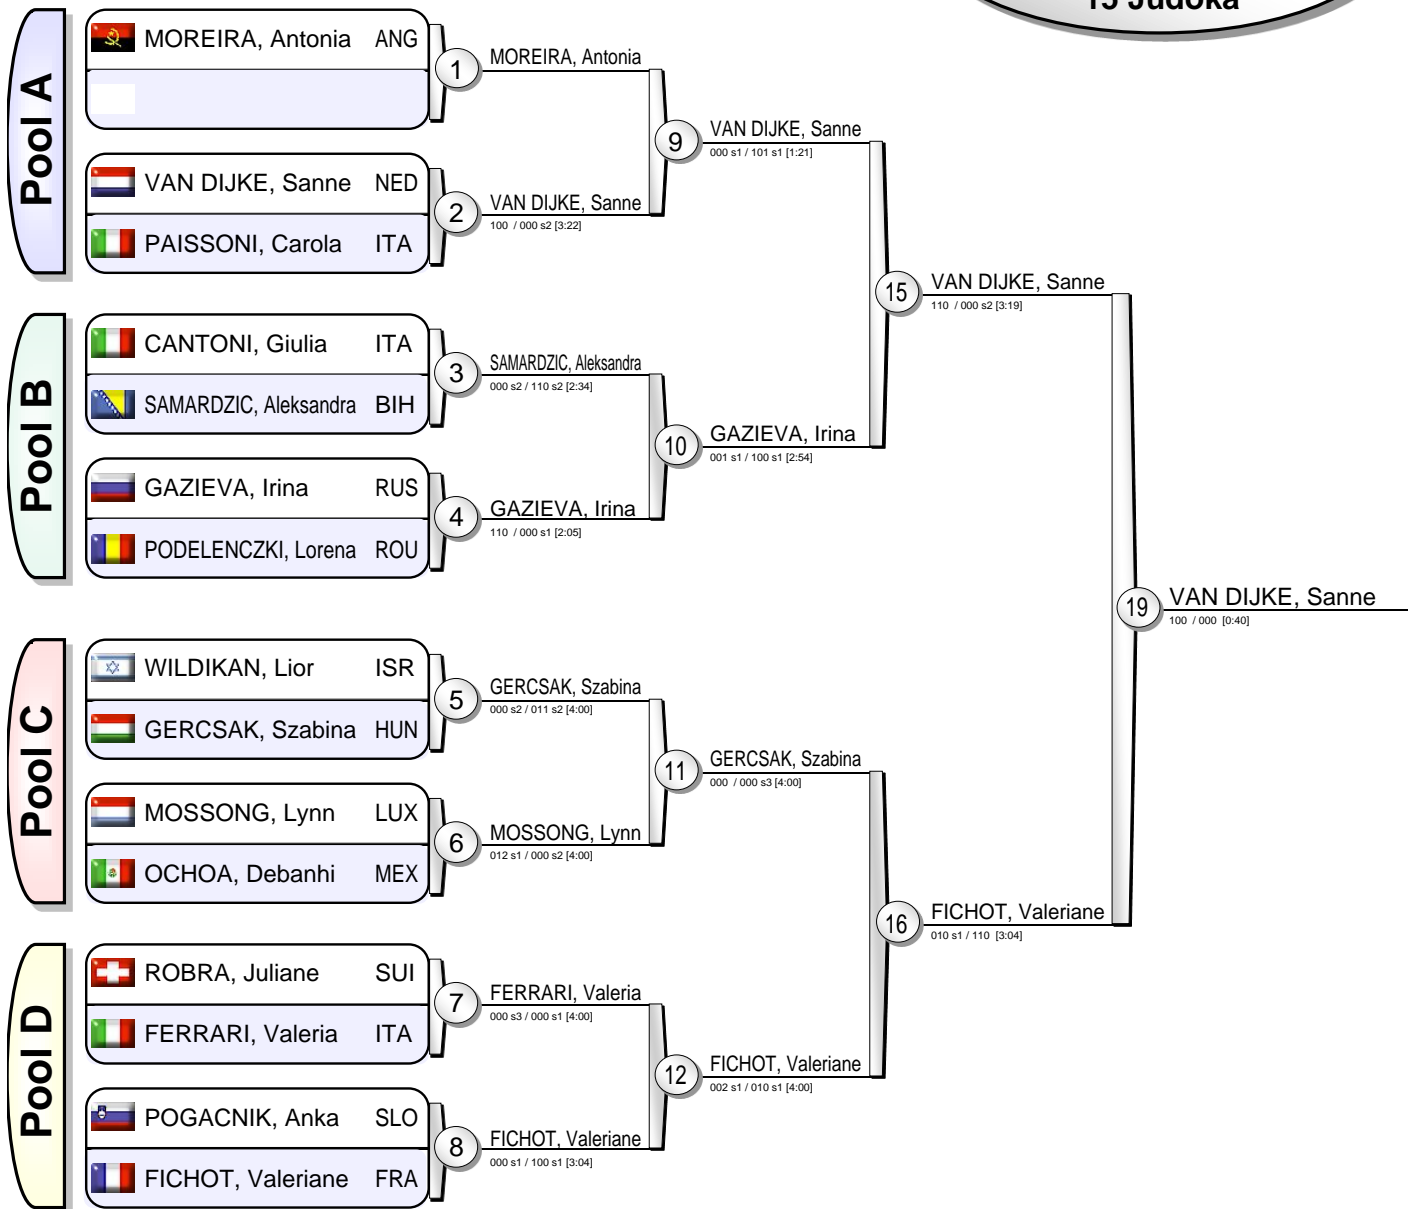 15 Judoka
Pool A
MOREIRA, Antonia ANG
VAN DIJKE, Sanne NED
PAISSONI, Carola ITA
Pool B
CANTONI, Giulia ITA
SAMARDZIC, Aleksandra BIH
GAZIEVA, Irina RUS
PODELENCZKI, Lorena ROU
Pool C
WILDIKAN, Lior ISR
GERCSAK, Szabina HUN
MOSSONG, Lynn LUX
OCHOA, Debanhi MEX
Pool D
ROBRA, Juliane SUI
FERRARI, Valeria ITA
POGACNIK, Anka SLO
FICHOT, Valeriane FRA
1
MOREIRA, Antonia
2
VAN DIJKE, Sanne
100 / 000 s2 [3:22]
3
SAMARDZIC, Aleksandra
000 s2 / 110 s2 [2:34]
4
GAZIEVA, Irina
110 / 000 s1 [2:05]
5
GERCSAK, Szabina
000 s2 / 011 s2 [4:00]
6
MOSSONG, Lynn
012 s1 / 000 s2 [4:00]
7
FERRARI, Valeria
000 s3 / 000 s1 [4:00]
8
FICHOT, Valeriane
000 s1 / 100 s1 [3:04]
9
VAN DIJKE, Sanne
000 s1 / 101 s1 [1:21]
10
GAZIEVA, Irina
001 s1 / 100 s1 [2:54]
11
GERCSAK, Szabina
000 / 000 s3 [4:00]
12
FICHOT, Valeriane
002 s1 / 010 s1 [4:00]
15
VAN DIJKE, Sanne
110 / 000 s2 [3:19]
16
FICHOT, Valeriane
010 s1 / 110 [3:04]
19
VAN DIJKE, Sanne
100 / 000 [0:40]